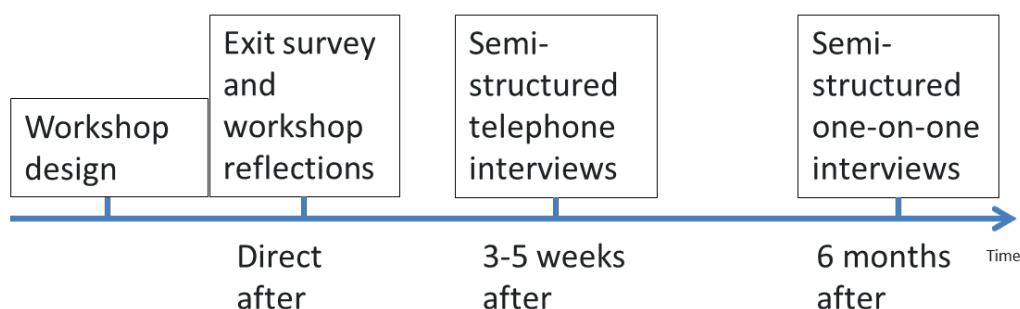 Workshop
design
Exit survey
and
workshop
reflections
Semi-
structured
telephone
interviews
Semi-
structured
one-on-one
interviews
Direct
after
3-5 weeks
after
6 months
after
Time